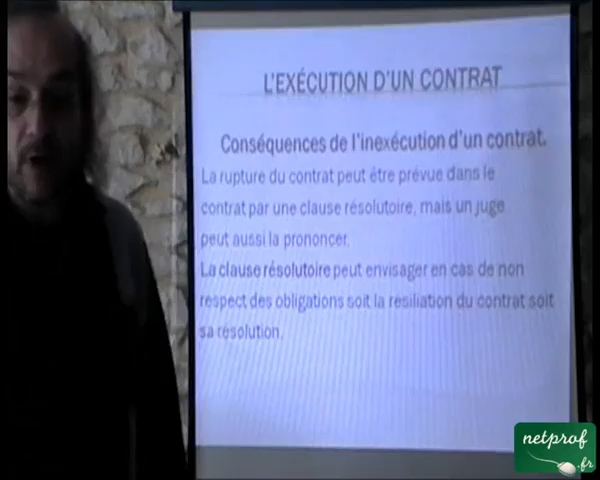 L'EXÉCUTION D'UN CONTRAT
Conséquences de l'inexécution d'un contrat.
La rupture du contrat peut être prévue dans le
contrat par une clause résolutoire, mais un juge
peut aussi la prononcer.
La clause résolutoire peut envisager en cas de non
respect des obligations soit la résiliation du contrat soit
sa résolution.
netprof
.fr